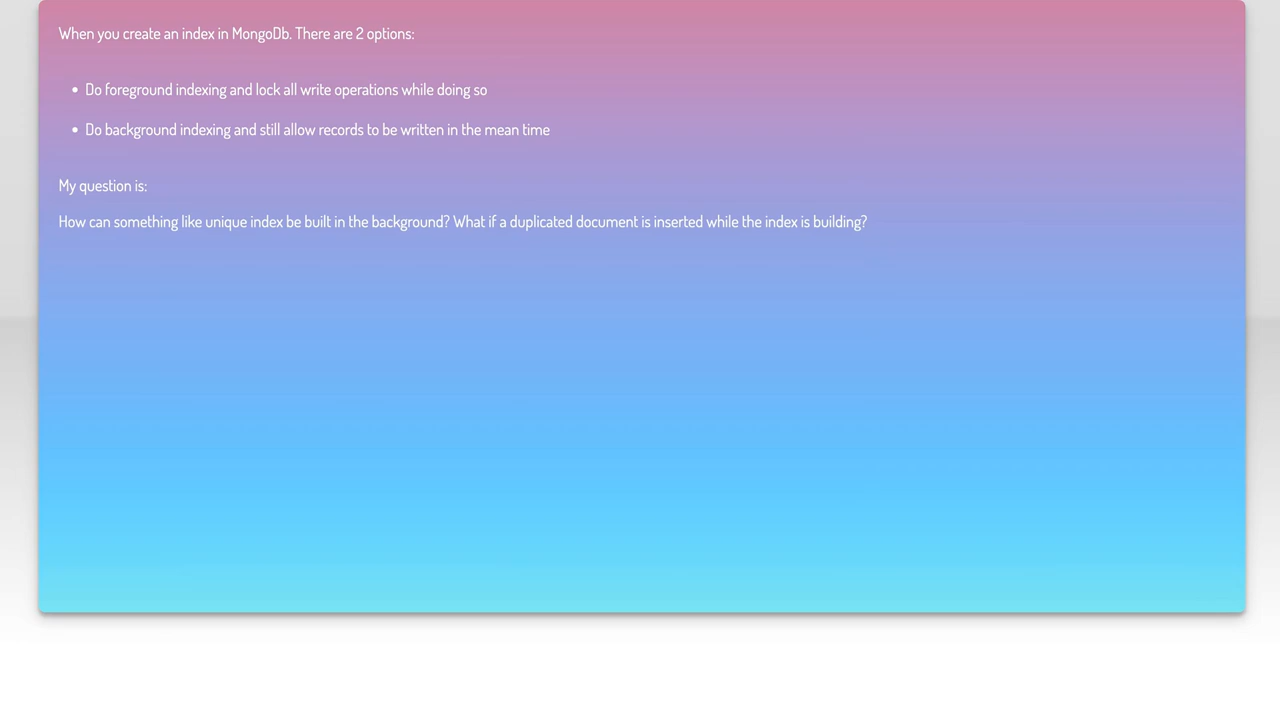 When you create an index in MongoDb. There are 2 options:
• Do foreground indexing and lock all write operations while doing so
• Do background indexing and still allow records to be written in the mean time
My question is:
How can something like unique index be built in the background? What if a duplicated document is inserted while the index is building?